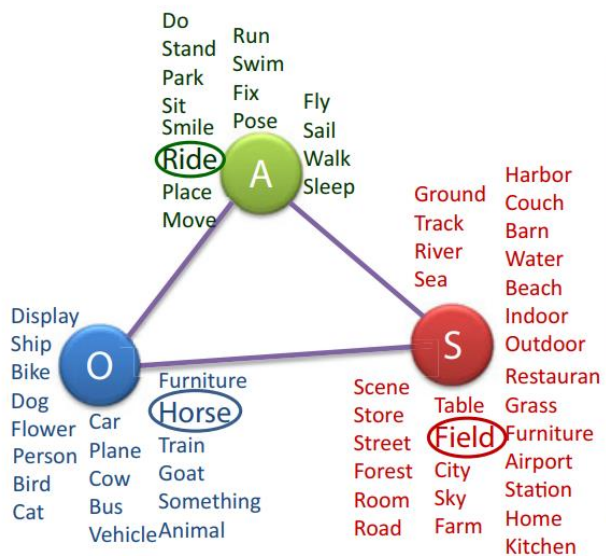 Do
Stand
Park
Sit
Smile
Ride
Place
Move
Run
Swim
Fix
Pose
Fly
Sail
Walk
Sleep
A
Ground
Track
River
Sea
Harbor
Couch
Barn
Water
Beach
Indoor
Outdoor
Restauran
Grass
Furniture
Airport
Station
Home
Kitchen
S
Scene
Store
Street
Forest
Room
Road
Table
Field
City
Sky
Farm
O
Display
Ship
Bike
Dog
Flower
Person
Bird
Cat
Car
Plane
Cow
Bus
Vehicle
Furniture
Horse
Train
Goat
Something
Animal